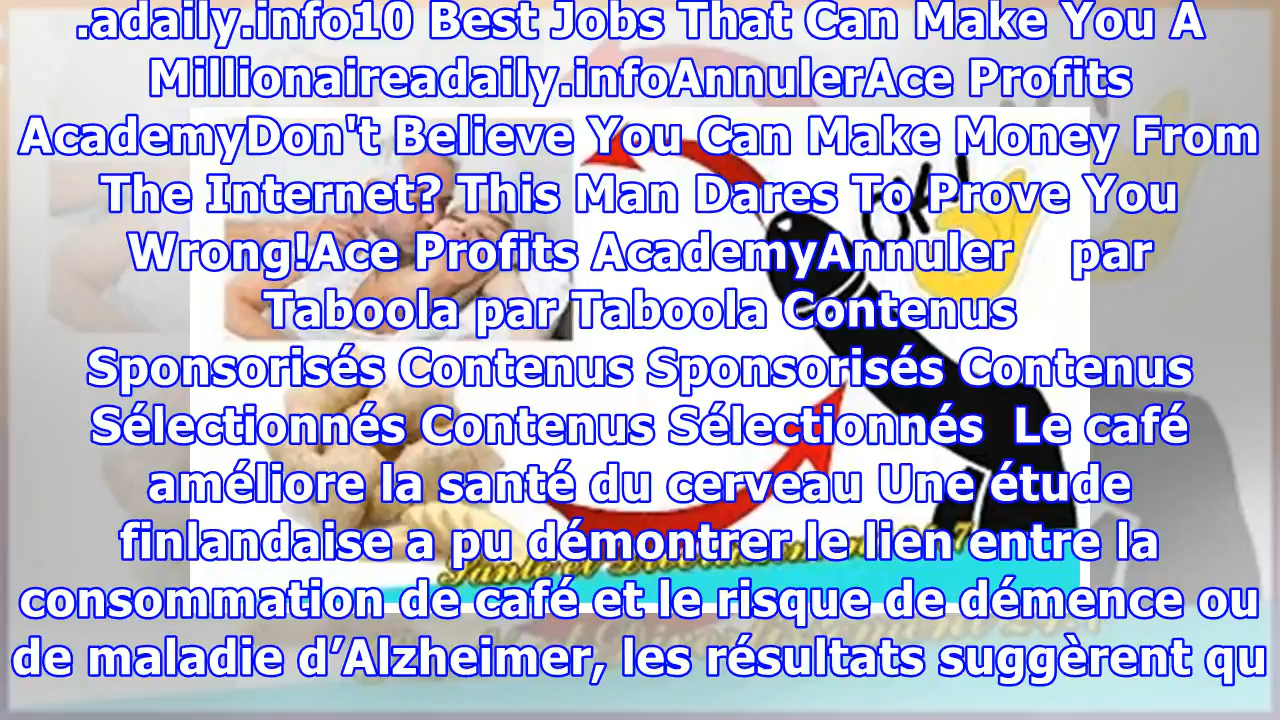 .adaily.info10 Best Jobs That Can Make You A
Millionaireadaily.infoAnnulerAce Profits
AcademyDon't Believe You Can Make Money From
The Internet? This Man Dares To Prove You
Wrong!Ace Profits AcademyAnnuler par
Taboola par Taboola Contenus
Sponsorisés Contenus Sponsorisés Contenus
Sélectionnés Contenus Sélectionnés Le café
améliore la santé du cerveau Une étude
finlandaise a pu démontrer le lien entre la
consommation de café et le risque de démence ou
de maladie d’Alzheimer, les résultats suggèrent qu
OK!